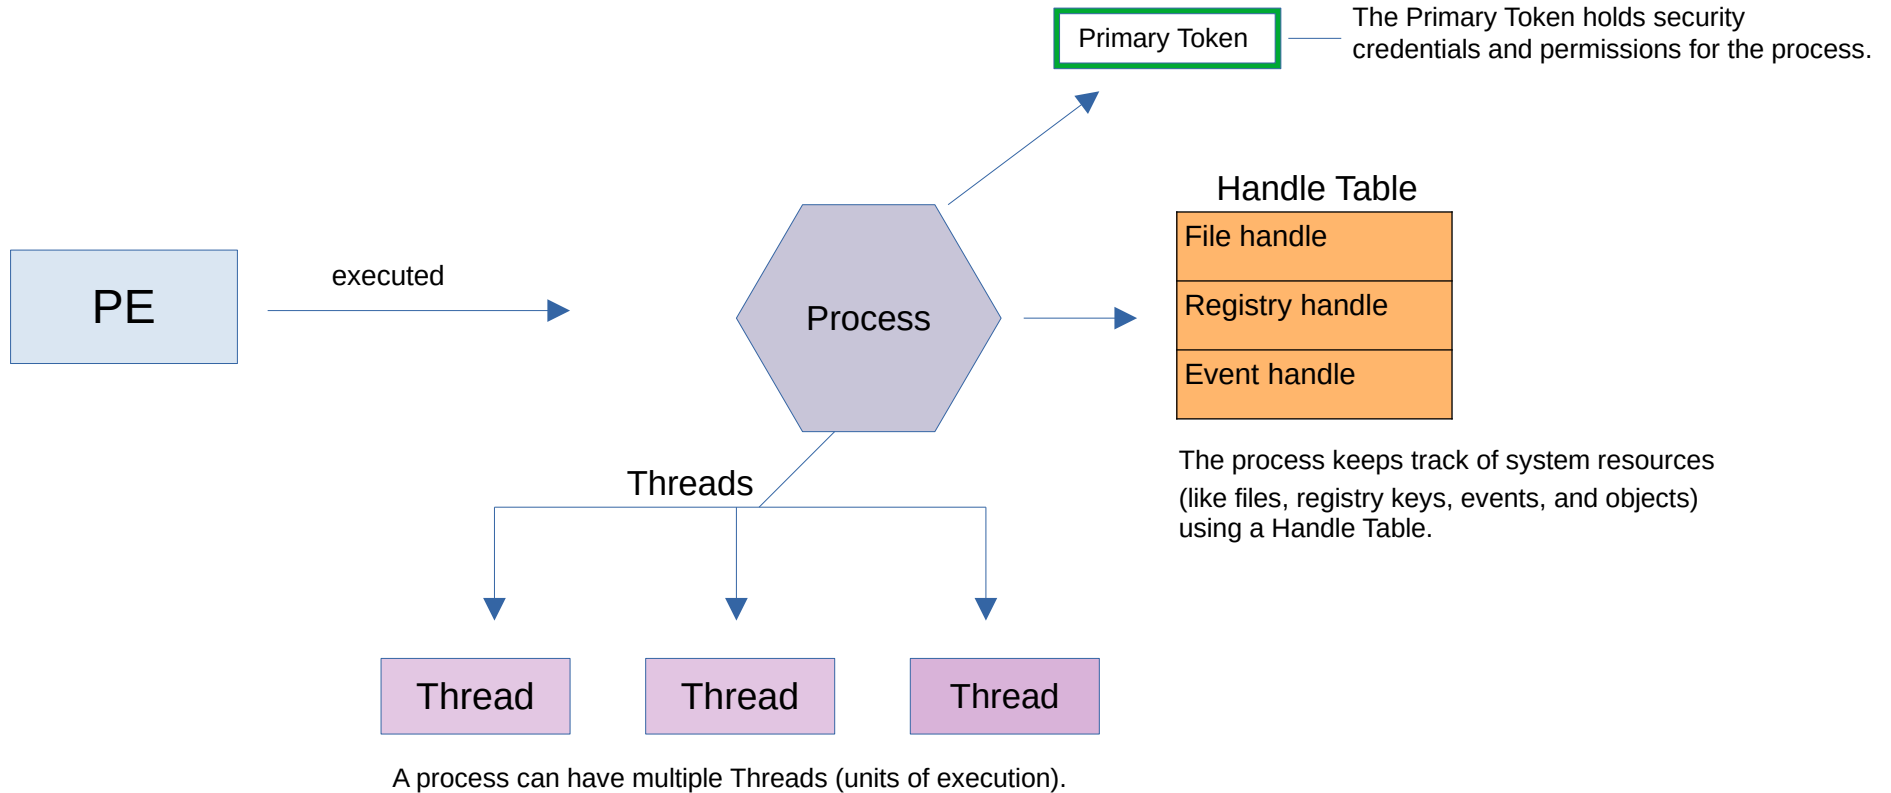 Primary Token
The Primary Token holds security
credentials and permissions for the process.
PE
executed
Process
Handle Table
File handle
Registry handle
Event handle
The process keeps track of system resources
(like files, registry keys, events, and objects)
using a Handle Table.
Threads
Thread
Thread
Thread
A process can have multiple Threads (units of execution).